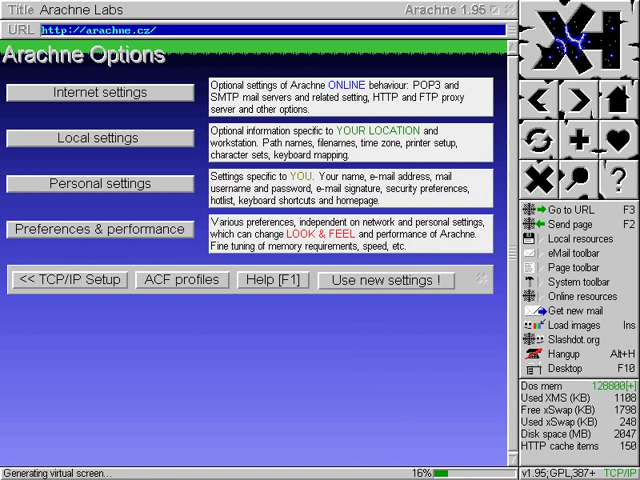 Title Arachne Labs
Arachne 1.95
URL http://arachne.cz/
Arachne Options
Internet settings
Optional settings of Arachne ONLINE behaviour: POP3 and
SMTP mail servers and related setting, HTTP and FTP proxy
server and other options.
Local settings
Optional information specific to YOUR LOCATION and
workstation. Path names, filenames, time zone, printer setup,
character sets, keyboard mapping.
Personal settings
Settings specific to YOU. Your name, e-mail address, mail
username and password, e-mail signature, security preferences,
hotlist, keyboard shortcuts and homepage.
Preferences & performance
Various preferences, independent on network and personal settings,
which can change LOOK & FEEL and performance of Arachne.
Fine tuning of memory requirements, speed, etc.
<< TCP/IP Setup
ACF profiles
Help [F1]
Use new settings !
Go to URL F3
Send page F2
Local resources
eMail toolbar
Page toolbar
System toolbar
Online resources
Get new mail
Load images Ins
Slashdot.org
Hangup Alt+H
Desktop F10
Dos mem 128800[+]
Used XMS (KB) 1108
Free xSwap (KB) 1798
Used xSwap (KB) 248
Disk space (MB) 2047
HTTP cache items 150
Generating virtual screen...
16%
v1.95;GPL,387+ TCP/IP